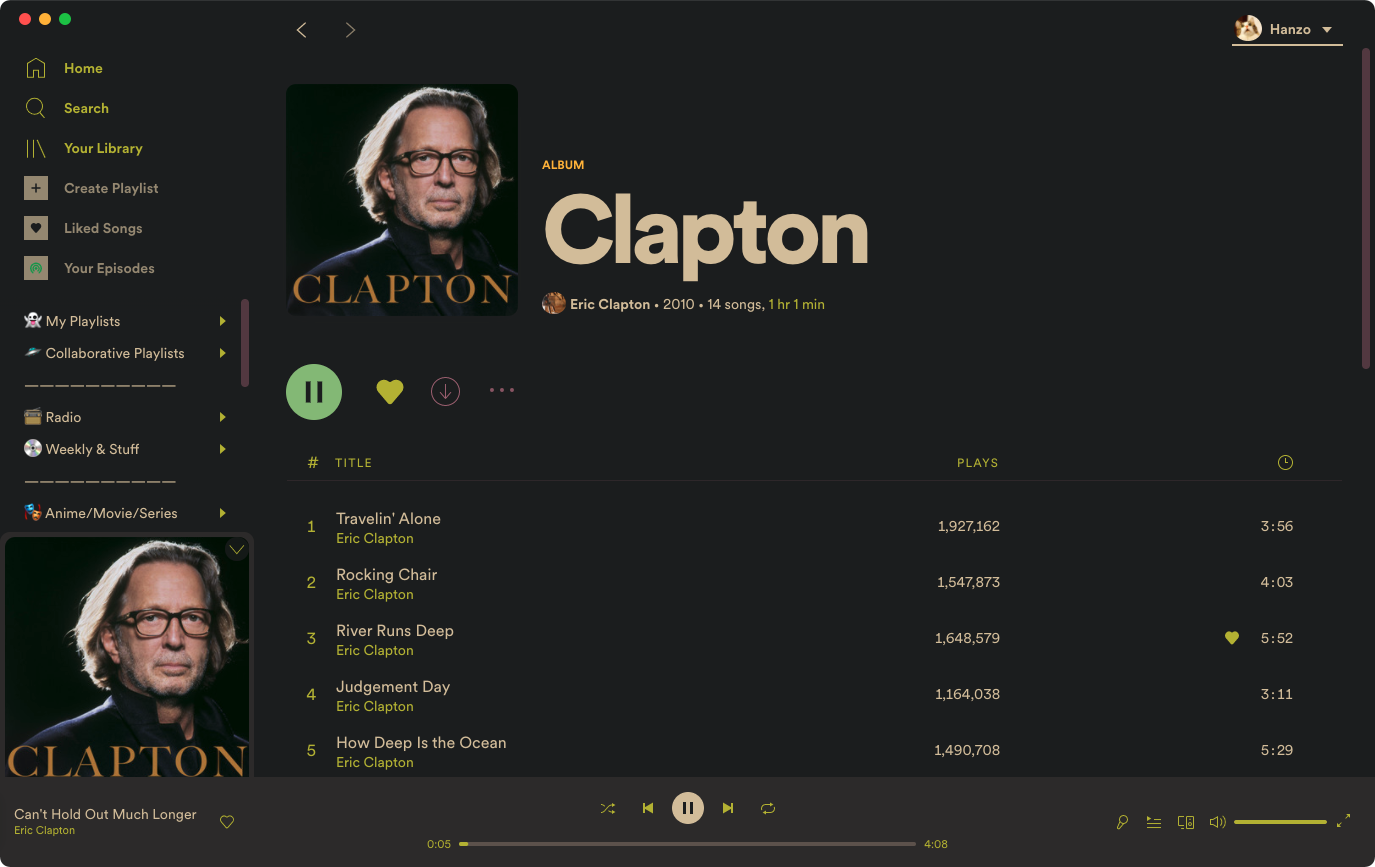 Hanzo
Home
Search
Your Library
Create Playlist
Liked Songs
Your Episodes
My Playlists
Collaborative Playlists
——————————
Radio
Weekly & Stuff
——————————
Anime/Movie/Series
CLAPTON
ALBUM
Clapton
Eric Clapton • 2010 • 14 songs, 1 hr 1 min
# TITLE PLAYS
1 Travelin' Alone 1,927,162 3:56
Eric Clapton
2 Rocking Chair 1,547,873 4:03
Eric Clapton
3 River Runs Deep 1,648,579 5:52
Eric Clapton
4 Judgement Day 1,164,038 3:11
Eric Clapton
5 How Deep Is the Ocean 1,490,708 5:29
Eric Clapton
CLAPTON
Can't Hold Out Much Longer
Eric Clapton
0:05 4:08